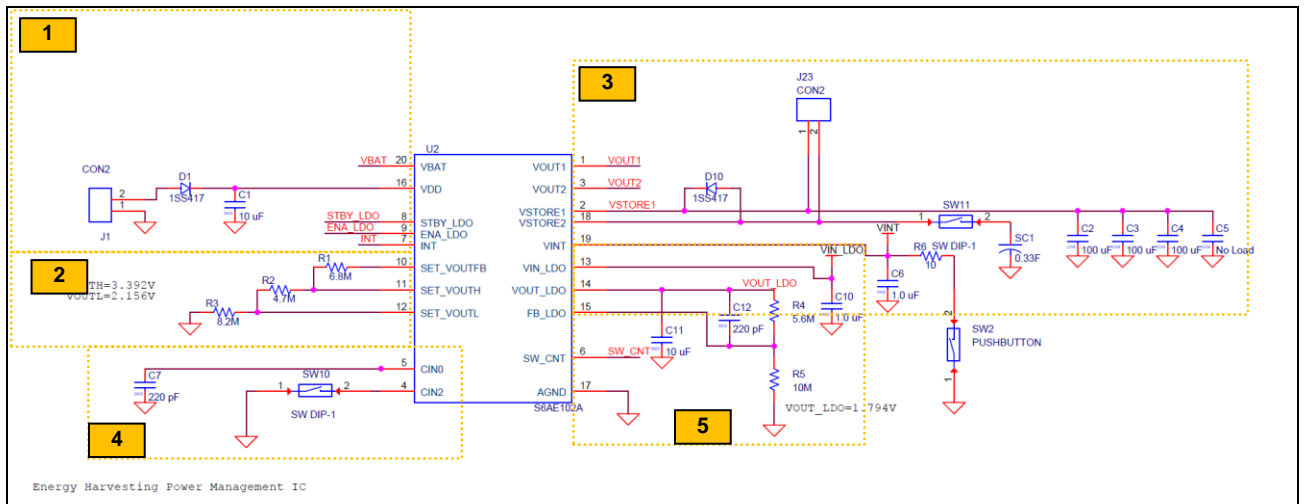 1
3
J23
CON2
1
2
U2
VBAT
20
VBAT
1
VOUT1
VOUT1
CON2
D1
1SS417
16
VDD
VOUT2
3
VOUT2
D10
1SS417
2
1
J1
C1
10 uF
VSTORE1
2
VSTORE1
SW11
STBY_LDO
8
STBY_LDO
VSTORE2
18
1
2
ENA_LDO
9
ENA_LDO
INT
7
INT
VINT
19
VINT
SW DIP-1
SC1
0.33F
C2
100 uF
C3
100 uF
C4
100 uF
C5
No Load
R6
10
2
R1
6.8M
10
SET_VOUTFB
VIN_LDO
13
VIN_LDO
C6
1.0 uF
TH=3.392V
VOUTL=2.156V
R2
4.7M
11
SET_VOUTH
VOUT_LDO
14
VOUT_LDO
R4
5.6M
C10
1.0 uF
R3
8.2M
12
SET_VOUTL
FB_LDO
15
C12
220 pF
C11
10 uF
2
SW2
PUSHBUTTON
1
SW_CNT
6
SW_CNT
5
CIN0
SW10
C7
220 pF
1
2
4
CIN2
SW DIP-1
AGND
17
R5
10M
S6AE102A
VOUT_LDO=1.794V
4
5
Energy Harvesting Power Management IC